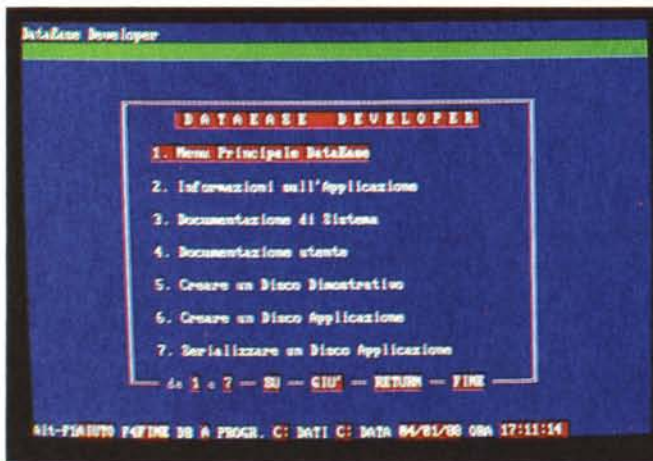 DataEase Developer
DATAEASE DEVELOPER
1. Menu Principale DataEase
2. Informazioni sull'Applicazione
3. Documentazione di Sistema
4. Documentazione utente
5. Creare un Disco Dimostrativo
6. Creare un Disco Applicazione
7. Serializzare un Disco Applicazione
da 1 a 7 — SU — GIU' — RETURN — FINE
Alt-F1AIUTO F4FINE DB A PROGR. C: DATI C: DATA 04/01/88 ORA 17:11:14